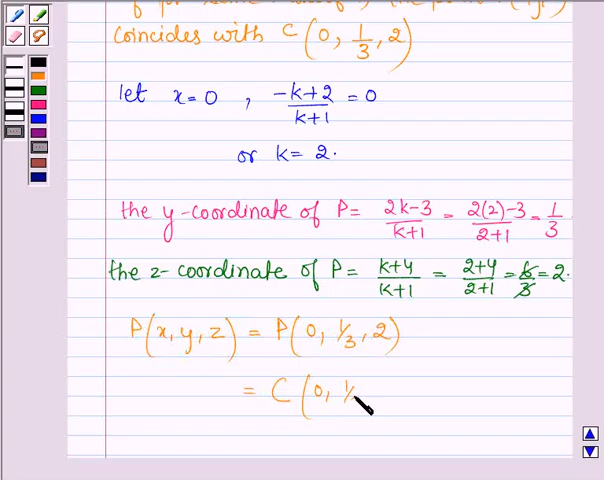 coincides with C (0, 1/3, 2)
let x=0 , (-k+2)/(k+1) = 0
or k= 2.
the y-coordinate of P= (2k-3)/(k+1) = (2(2)-3)/(2+1) = 1/3.
the z-coordinate of P= (k+4)/(k+1) = (2+4)/(2+1) = 6/3 = 2.
P(x, y, z) = P(0, 1/3, 2)
= C (0, 1/